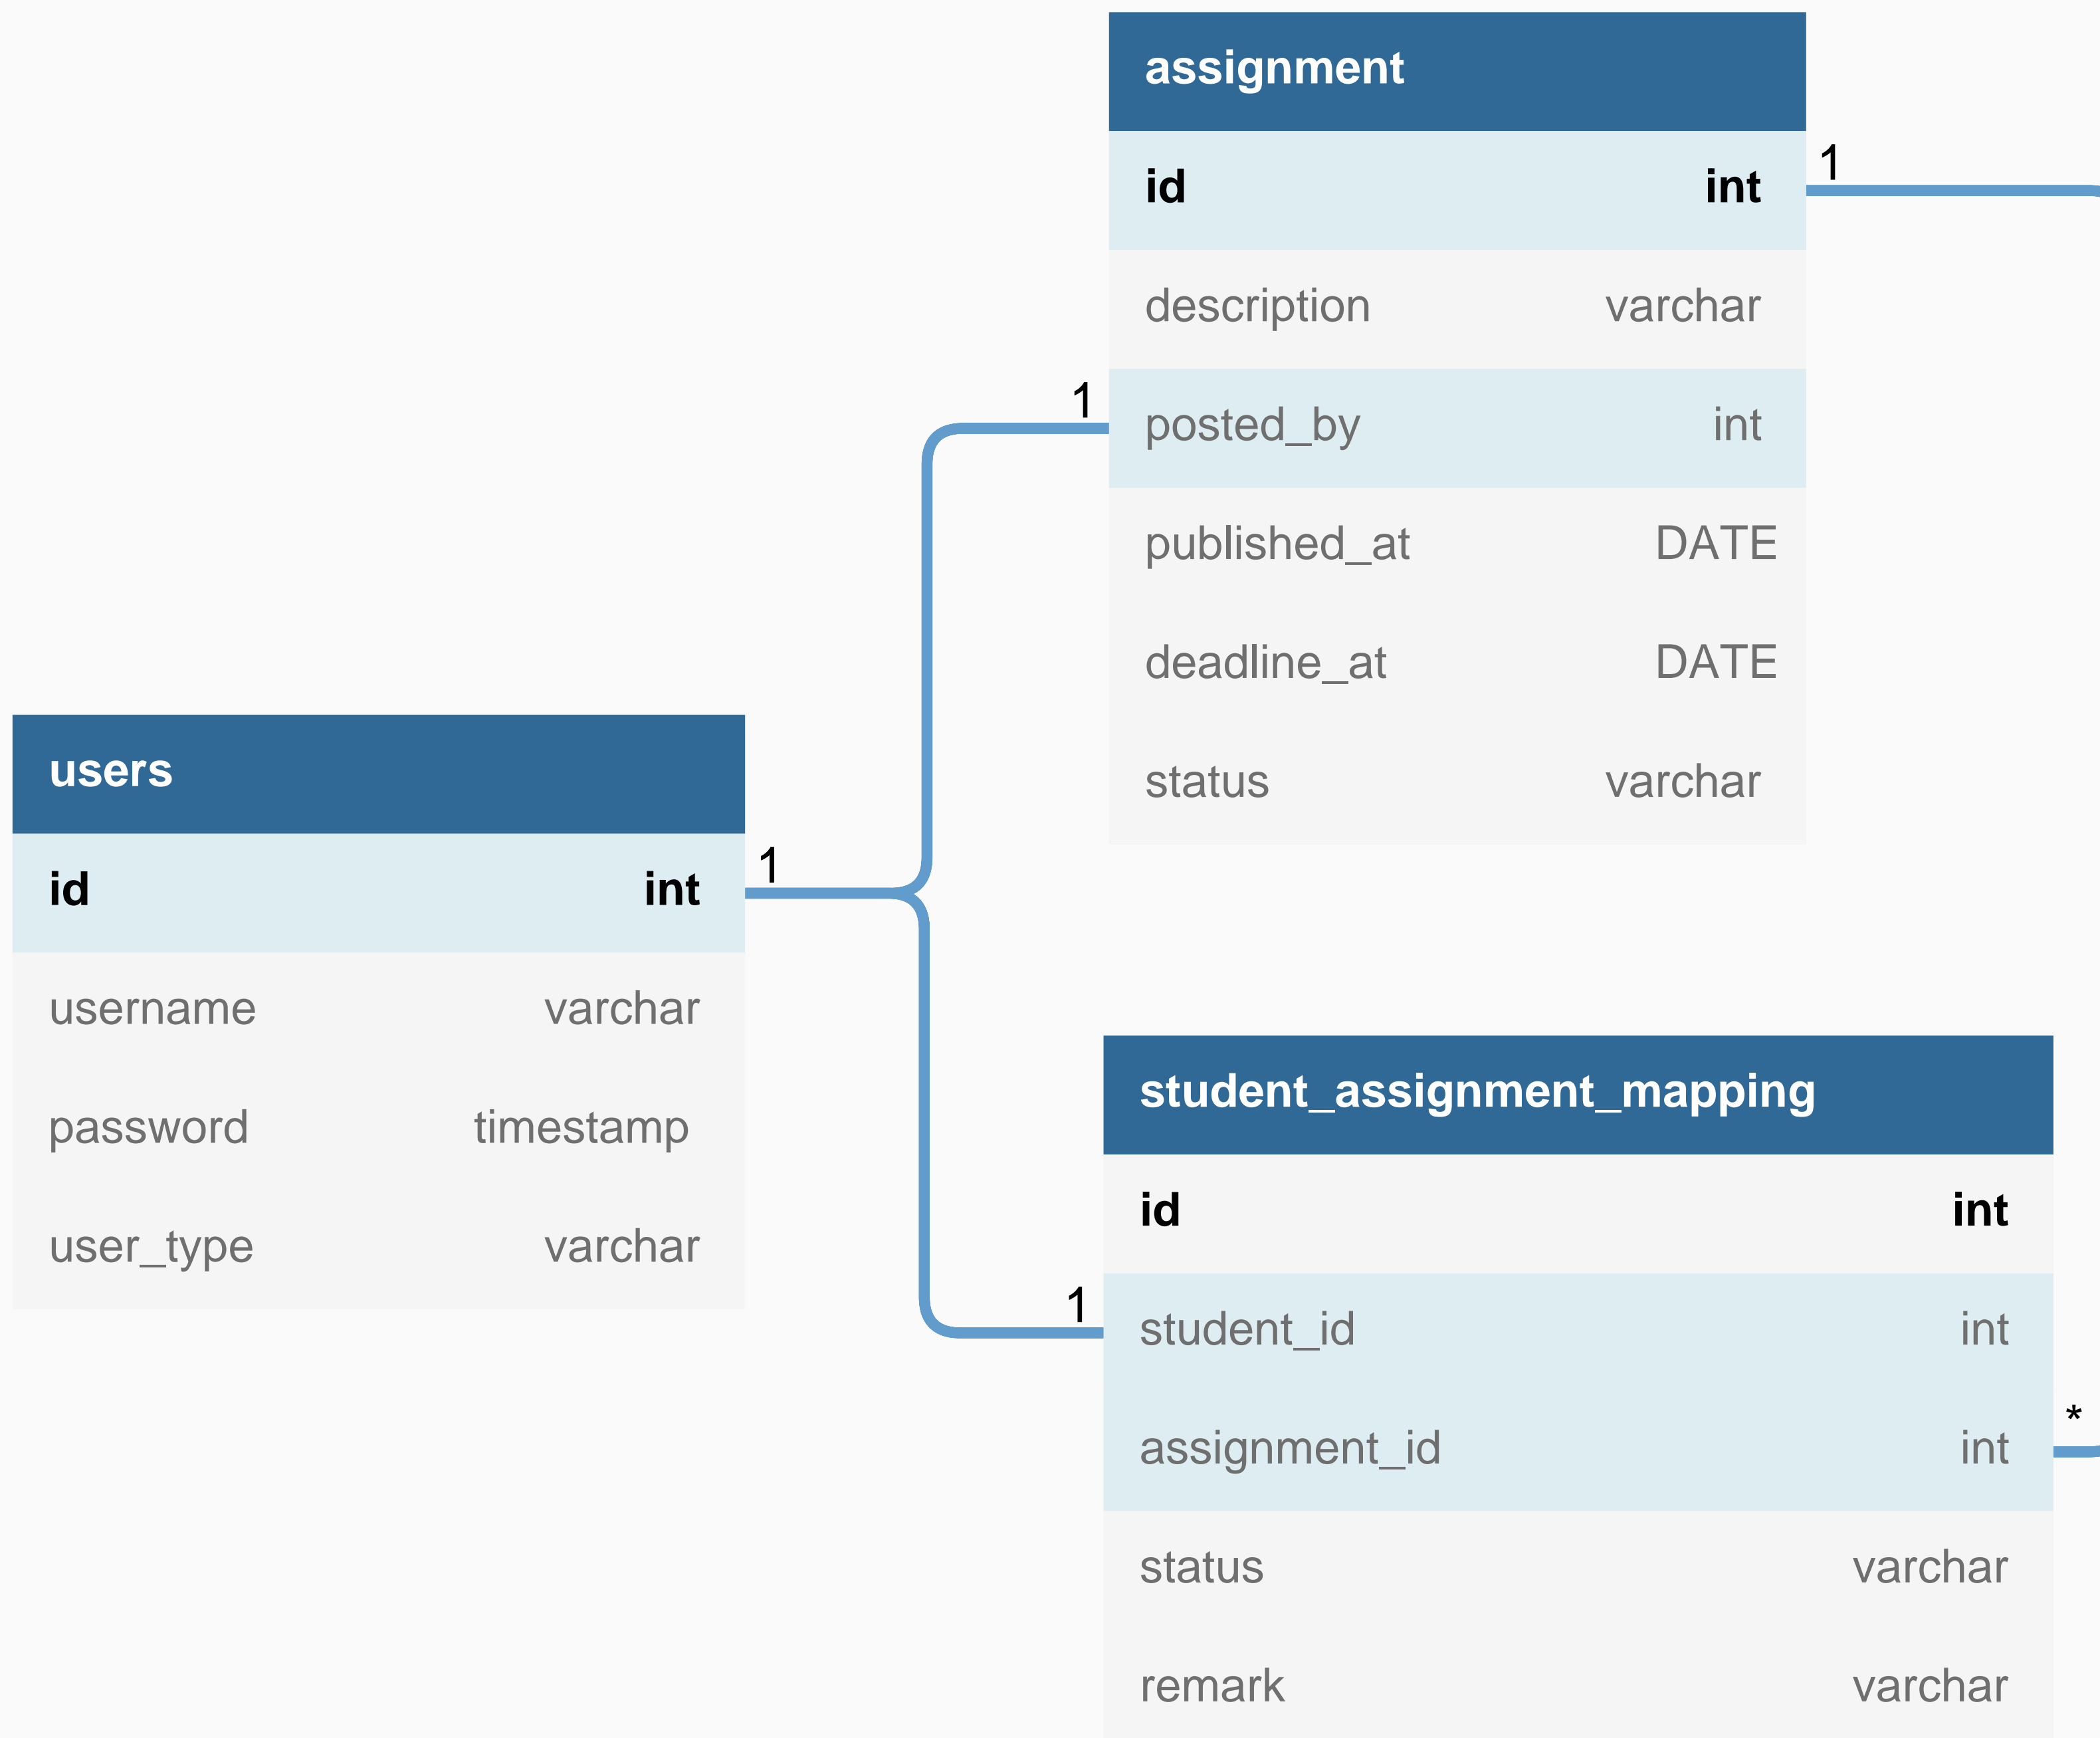 assignment
id int
1
description varchar
1
posted_by int
published_at DATE
deadline_at DATE
status varchar
users
id int
1
username varchar
password timestamp
user_type varchar
student_assignment_mapping
id int
1
student_id int
assignment_id int
*
status varchar
remark varchar